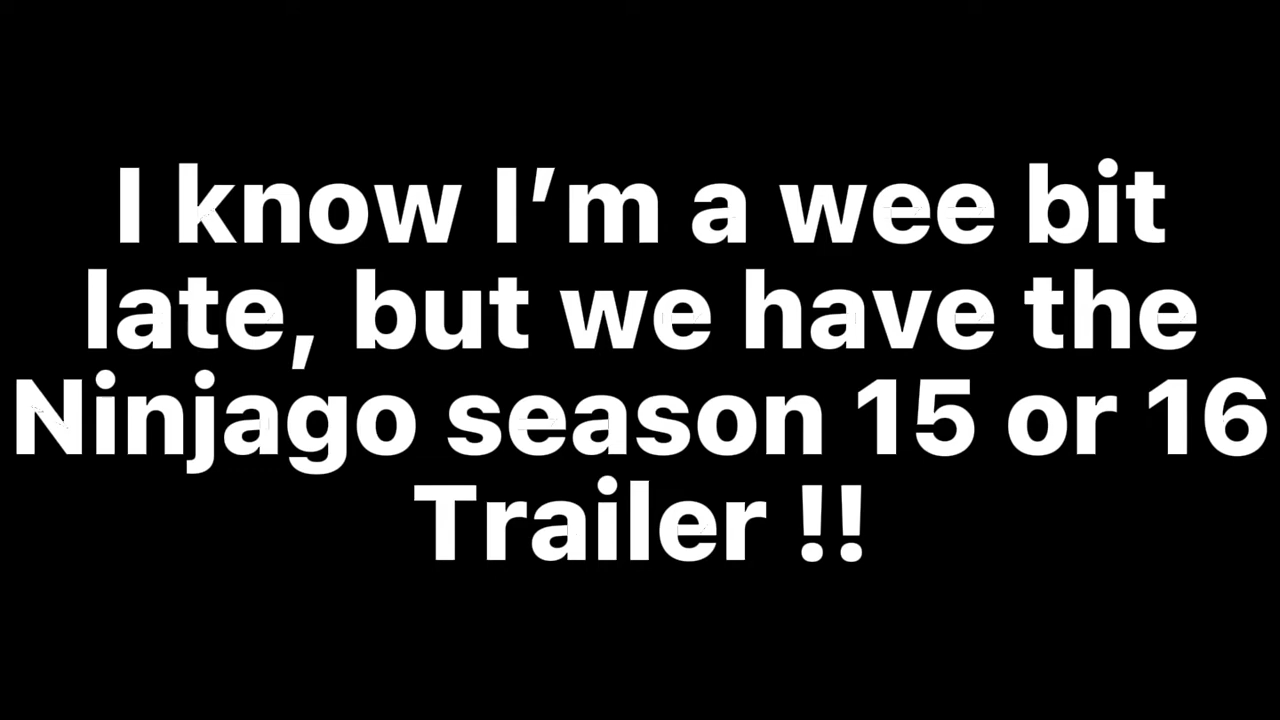 I know I’m a wee bit
late, but we have the
Ninjago season 15 or 16
Trailer !!